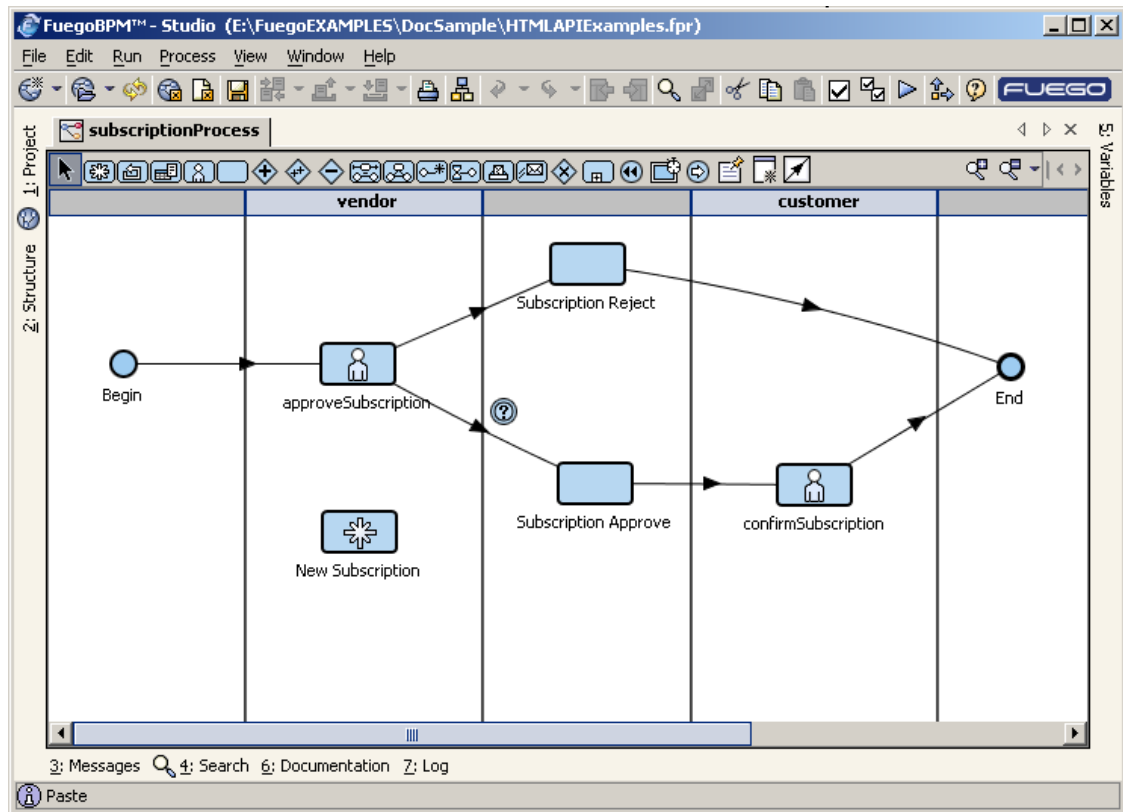 FuegoBPM™ - Studio (E:\FuegoEXAMPLES\DocSample\HTMLAPIExamples.fpr)
File Edit Run Process View Window Help
FUEGO
1: Project
2: Structure
subscriptionProcess
5: Variables
vendor customer
Subscription Reject
Begin
approveSubscription
End
Subscription Approve
confirmSubscription
New Subscription
3: Messages 4: Search 6: Documentation 7: Log
Paste